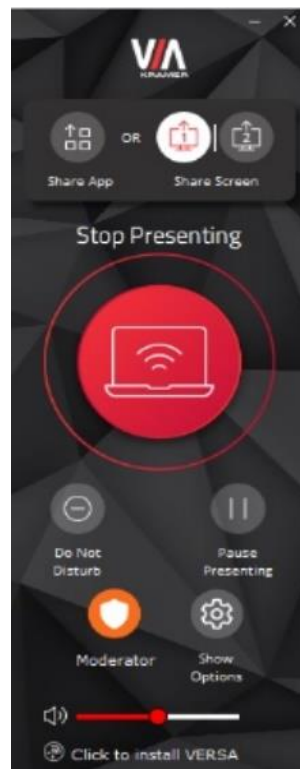 VIA
KRAMER
OR
1
2
Share App
Share Screen
Stop Presenting
Do Not
Disturb
Pause
Presenting
Moderator
Show
Options
Click to install VERSA